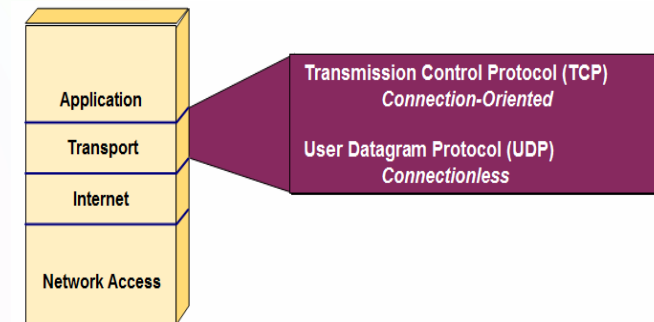 Application
Transport
Internet
Network Access
Transmission Control Protocol (TCP)
Connection-Oriented
User Datagram Protocol (UDP)
Connectionless